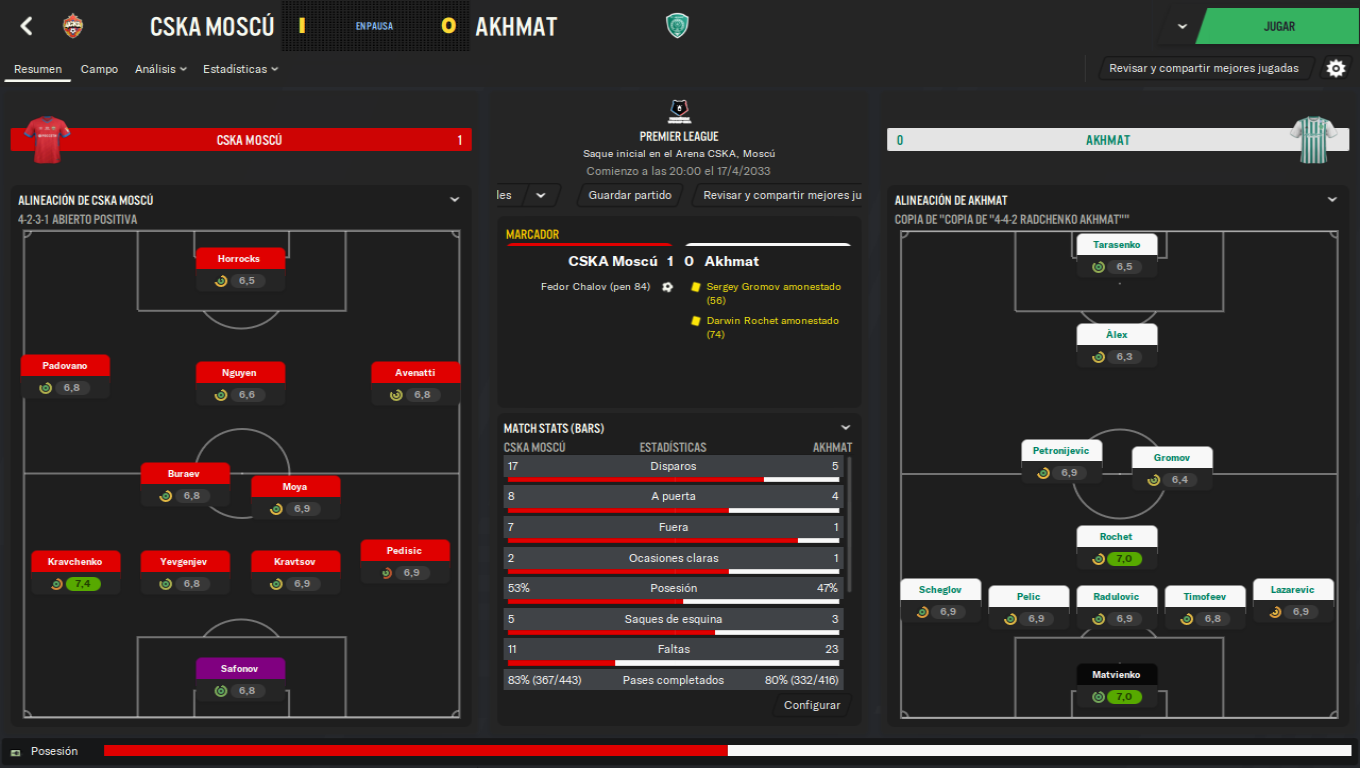 CSKA MOSCÚ 1 EN PAUSA 0 AKHMAT
JUGAR
Resumen Campo Análisis Estadísticas
Revisar y compartir mejores jugadas
CSKA MOSCÚ 1
PREMIER LEAGUE
Saque inicial en el Arena CSKA, Moscú
Comienzo a las 20:00 el 17/4/2033
les
Guardar partido
Revisar y compartir mejores ju
0 AKHMAT
ALINEACIÓN DE CSKA MOSCÚ
4-2-3-1 ABIERTO POSITIVA
Horrocks
6,5
Padovano
6,8
Nguyen
6,6
Avenatti
6,8
Buraev
6,8
Moya
6,9
Kravchenko
7,4
Yevgenjev
6,8
Kravtsov
6,9
Pedisic
6,9
Safonov
6,8
MARCADOR
CSKA Moscú 1 0 Akhmat
Fedor Chalov (pen 84)
Sergey Gromov amonestado
(56)
Darwin Rochet amonestado
(74)
MATCH STATS (BARS)
CSKA MOSCÚ ESTADÍSTICAS AKHMAT
17 Disparos 5
8 A puerta 4
7 Fuera 1
2 Ocasiones claras 1
53% Posesión 47%
5 Saques de esquina 3
11 Faltas 23
83% (367/443) Pases completados 80% (332/416)
Configurar
ALINEACIÓN DE AKHMAT
COPIA DE "COPIA DE "4-4-2 RADCHENKO AKHMAT""
Tarasenko
6,5
Àlex
6,3
Petronijevic
6,9
Gromov
6,4
Rochet
7,0
Scheglov
6,9
Pelic
6,9
Radulovic
6,9
Timofeev
6,8
Lazarevic
6,9
Matvienko
7,0
Posesión